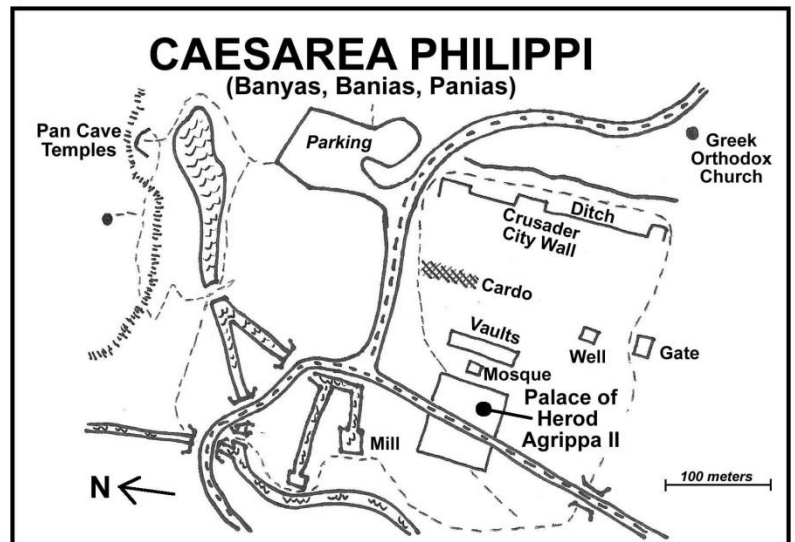 CAESAREA PHILIPPI
(Banyas, Banias, Panias)
Pan Cave
Temples
Parking
Greek
Orthodox
Church
Ditch
Crusader
City Wall
Cardo
Vaults
Well
Gate
Mosque
Palace of
Herod
Agrippa II
Mill
N
100 meters